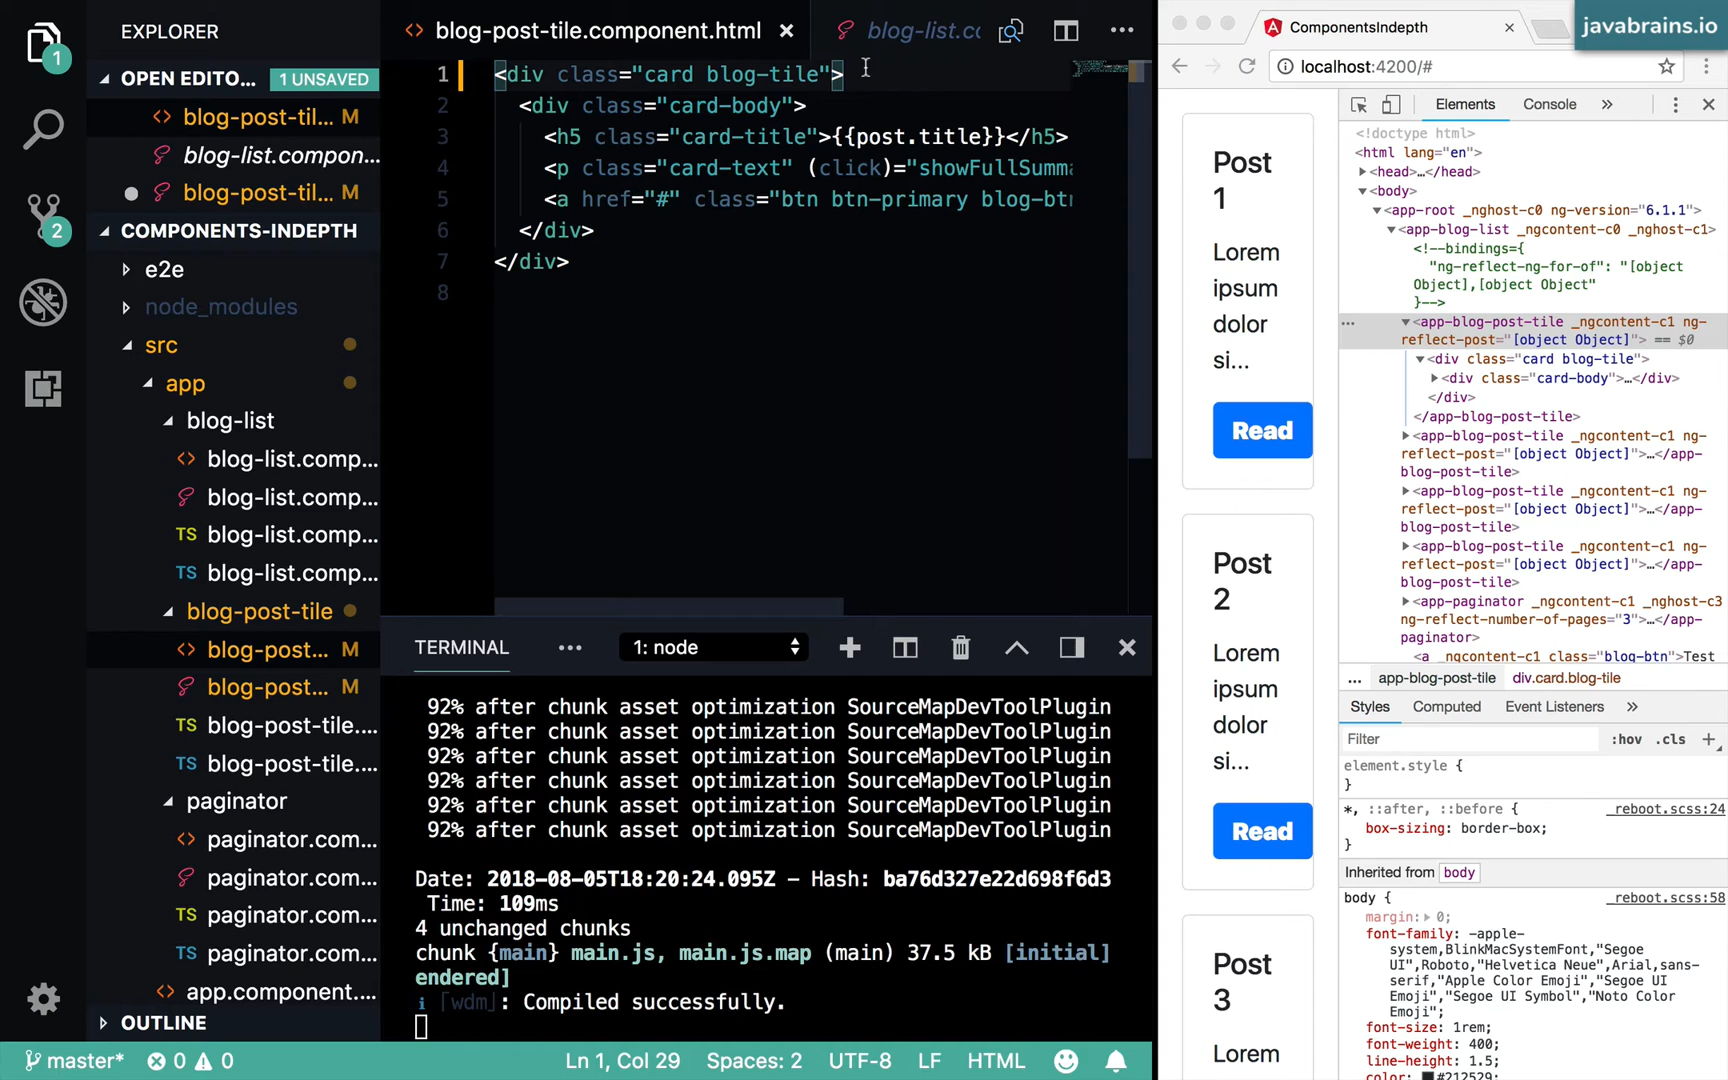 EXPLORER
OPEN EDITO...
1 UNSAVED
blog-post-til... M
blog-list.compon...
blog-post-til... M
COMPONENTS-INDEPTH
e2e
node_modules
src
app
blog-list
blog-list.comp...
blog-list.comp...
TS blog-list.comp...
TS blog-list.comp...
blog-post-tile
blog-post... M
blog-post... M
TS blog-post-tile....
TS blog-post-tile....
paginator
paginator.com...
paginator.com...
TS paginator.com...
TS paginator.com...
app.component....
OUTLINE
1
2
blog-post-tile.component.html
blog-list.cc
1 <div class="card blog-tile">
2 <div class="card-body">
3 <h5 class="card-title">{{post.title}}</h5>
4 <p class="card-text" (click)="showFullSumma
5 <a href="#" class="btn btn-primary blog-btn
6 </div>
7 </div>
8
TERMINAL
1: node
92% after chunk asset optimization SourceMapDevToolPlugin
92% after chunk asset optimization SourceMapDevToolPlugin
92% after chunk asset optimization SourceMapDevToolPlugin
92% after chunk asset optimization SourceMapDevToolPlugin
92% after chunk asset optimization SourceMapDevToolPlugin
92% after chunk asset optimization SourceMapDevToolPlugin
Date: 2018-08-05T18:20:24.095Z - Hash: ba76d327e22d698f6d3
Time: 109ms
4 unchanged chunks
chunk {main} main.js, main.js.map (main) 37.5 kB [initial]
endered]
i ｢wdm｣: Compiled successfully.
master*
0
0
Ln 1, Col 29
Spaces: 2
UTF-8
LF
HTML
ComponentsIndepth
javabrains.io
localhost:4200/#
Post
1
Lorem
ipsum
dolor
si...
Read
Post
2
Lorem
ipsum
dolor
si...
Read
Post
3
Lorem
Elements
Console
<!doctype html>
<html lang="en">
<head>…</head>
<body>
<app-root _nghost-c0 ng-version="6.1.1">
<app-blog-list _ngcontent-c0 _nghost-c1>
<!--bindings={
"ng-reflect-ng-for-of": "[object
Object],[object Object"
}-->
<app-blog-post-tile _ngcontent-c1 ng-
reflect-post="[object Object]"> == $0
<div class="card blog-tile">
<div class="card-body">…</div>
</div>
</app-blog-post-tile>
<app-blog-post-tile _ngcontent-c1 ng-
reflect-post="[object Object]">…</app-
blog-post-tile>
<app-blog-post-tile _ngcontent-c1 ng-
reflect-post="[object Object]">…</app-
blog-post-tile>
<app-blog-post-tile _ngcontent-c1 ng-
reflect-post="[object Object]">…</app-
blog-post-tile>
<app-paginator _ngcontent-c1 _nghost-c3
ng-reflect-number-of-pages="3">…</app-
paginator>
<a _ngcontent-c1 class="blog-btn">Test
...
app-blog-post-tile
div.card.blog-tile
Styles
Computed
Event Listeners
Filter
:hov
.cls
element.style {
}
*, ::after, ::before { _reboot.scss:24
box-sizing: border-box;
}
Inherited from body
body { _reboot.scss:58
margin: 0;
font-family: -apple-
system,BlinkMacSystemFont,"Segoe
UI",Roboto,"Helvetica Neue",Arial,sans-
serif,"Apple Color Emoji","Segoe UI
Emoji","Segoe UI Symbol","Noto Color
Emoji";
font-size: 1rem;
font-weight: 400;
line-height: 1.5;
color: #212529;